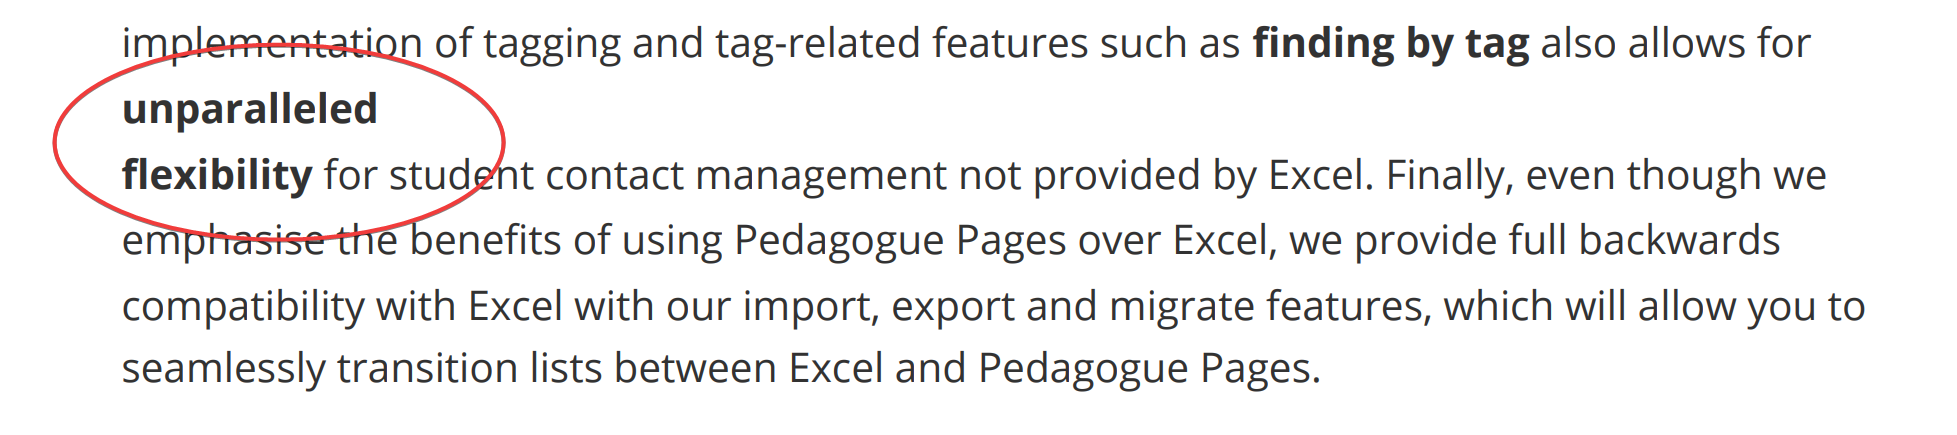 implementation of tagging and tag-related features such as finding by tag also allows for
unparalleled
flexibility for student contact management not provided by Excel. Finally, even though we
emphasise the benefits of using Pedagogue Pages over Excel, we provide full backwards
compatibility with Excel with our import, export and migrate features, which will allow you to
seamlessly transition lists between Excel and Pedagogue Pages.